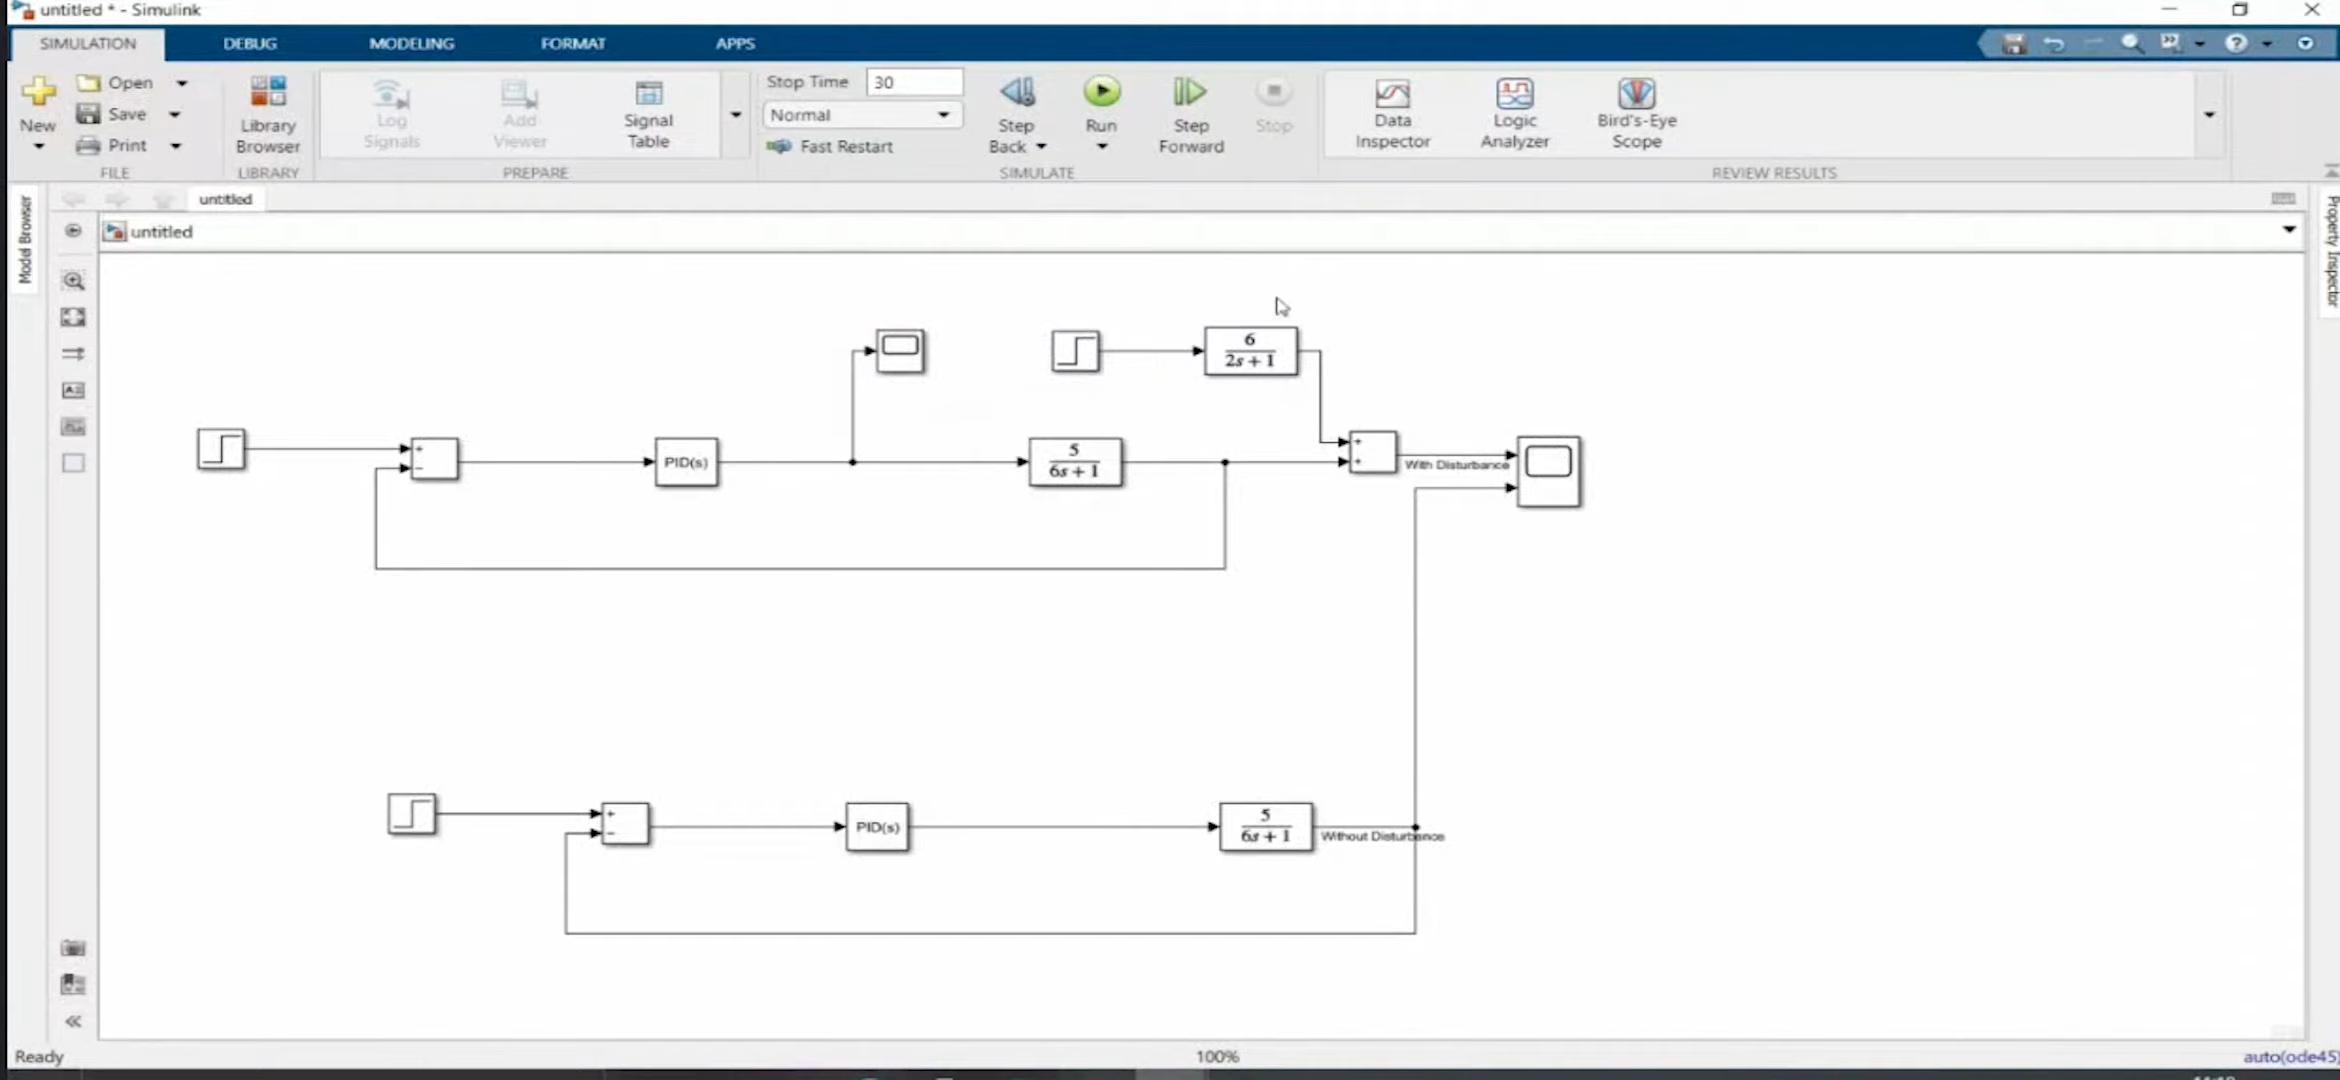 untitled * - Simulink
SIMULATION
DEBUG
MODELING
FORMAT
APPS
New
Open
Save
Print
FILE
Library
Browser
LIBRARY
Log
Signals
Add
Viewer
Signal
Table
PREPARE
Stop Time 30
Normal
Fast Restart
Step
Back
Run
Step
Forward
Stop
SIMULATE
Data
Inspector
Logic
Analyzer
Bird's-Eye
Scope
REVIEW RESULTS
Model Browser
Property Inspector
untitled
untitled
6
2s + 1
PID(s)
5
6s + 1
With Disturbance
PID(s)
5
6s + 1
Without Disturbance
Ready
100%
auto(ode45)